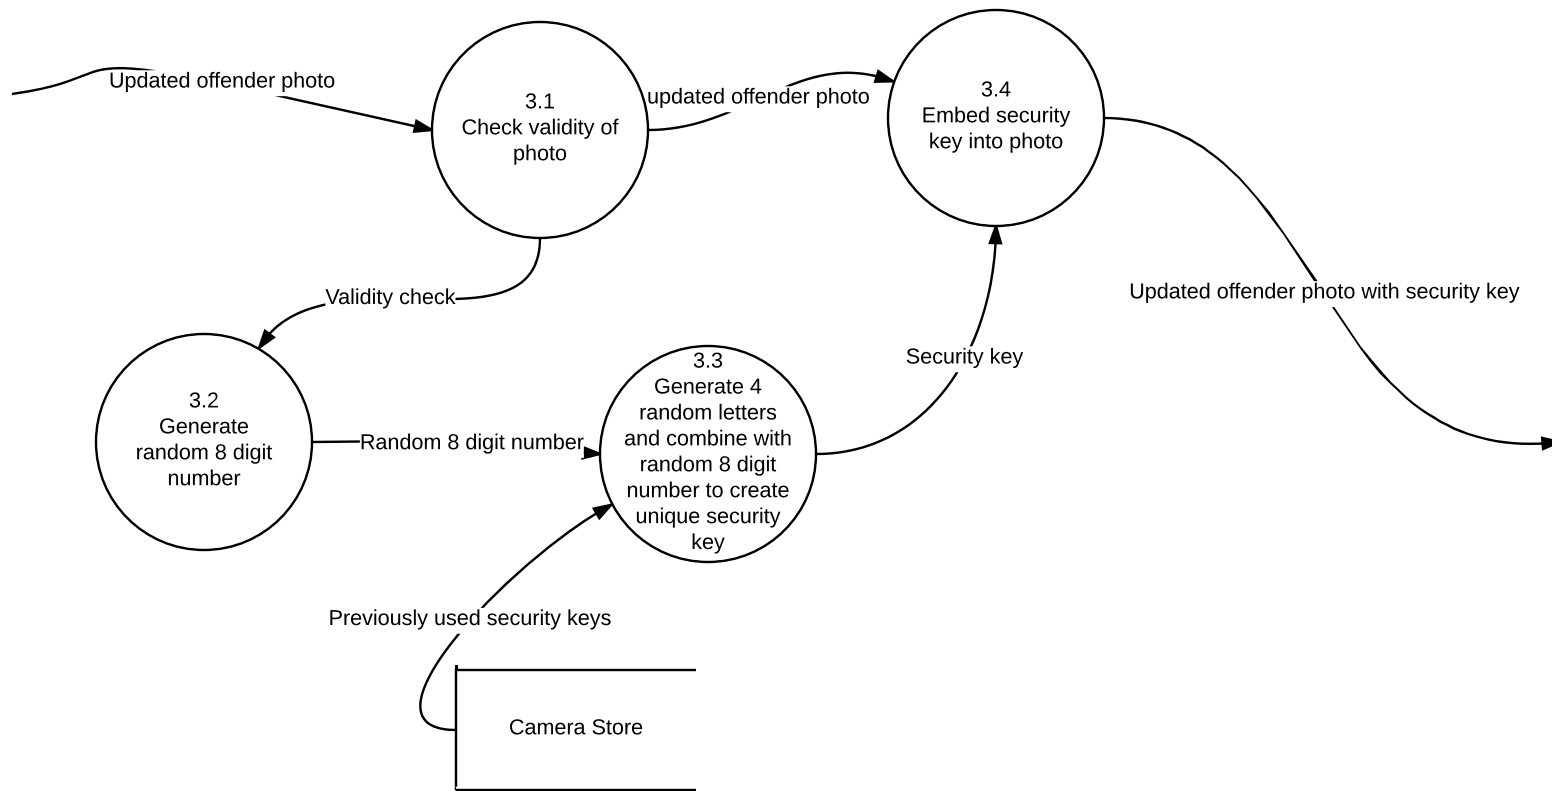 Updated offender photo
3.1
Check validity of
photo
updated offender photo
3.4
Embed security
key into photo
Validity check
Updated offender photo with security key
3.2
Generate
random 8 digit
number
Random 8 digit number
3.3
Generate 4
random letters
and combine with
random 8 digit
number to create
unique security
key
Security key
Previously used security keys
Camera Store